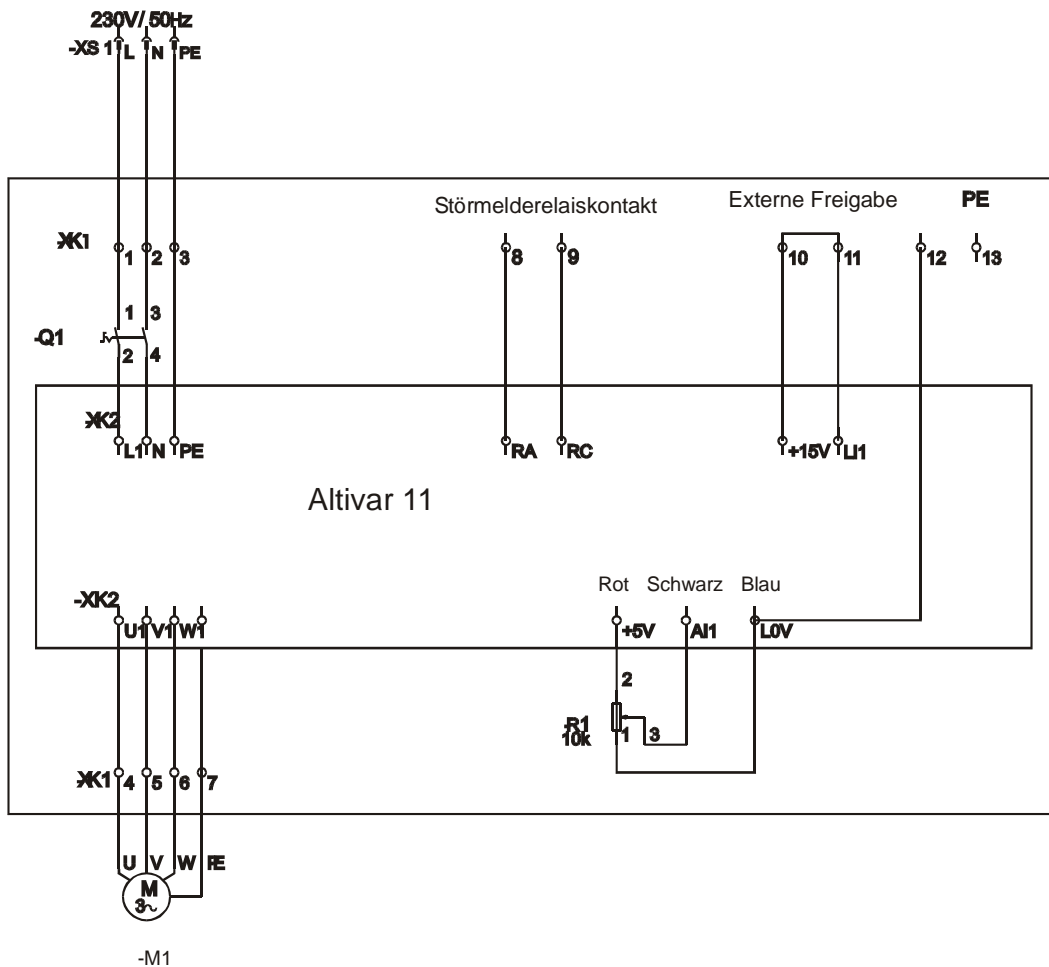 230V/ 50Hz
-XS 1 L N PE
Störmelderelaiskontakt Externe Freigabe PE
-XK1 1 2 3 8 9 10 11 12 13
1 3
-Q1
2 4
-XK2
L1 N PE RA RC +15V LI1
Altivar 11
Rot Schwarz Blau
-XK2
U1 V1 W1 +5V AI1 L0V
2
-R1
10k 1 3
-XK1 4 5 6 7
U V W PE
M
3~
-M1